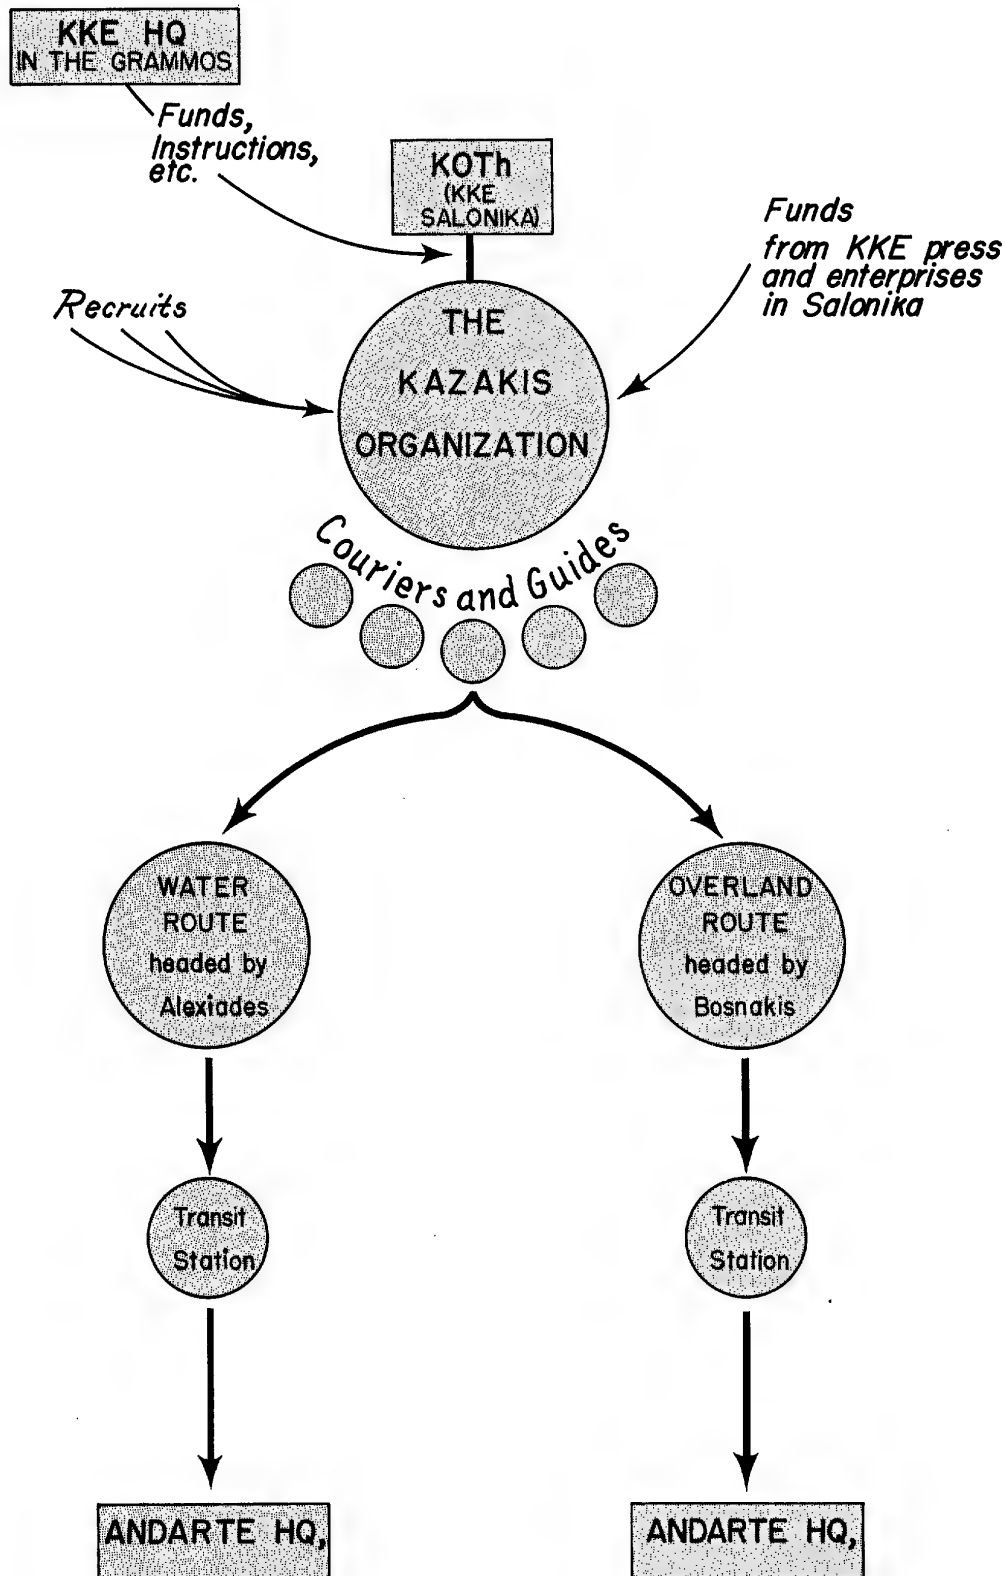 KKE HQ
IN THE GRAMMOS
Funds,
Instructions,
etc.
KOTh
(KKE
SALONIKA)
Funds
from KKE press
and enterprises
in Salonika
Recruits
THE
KAZAKIS
ORGANIZATION
Couriers and Guides
WATER
ROUTE
headed by
Alexiades
OVERLAND
ROUTE
headed by
Bosnakis
Transit
Station
Transit
Station
ANDARTE HQ,
ANDARTE HQ,